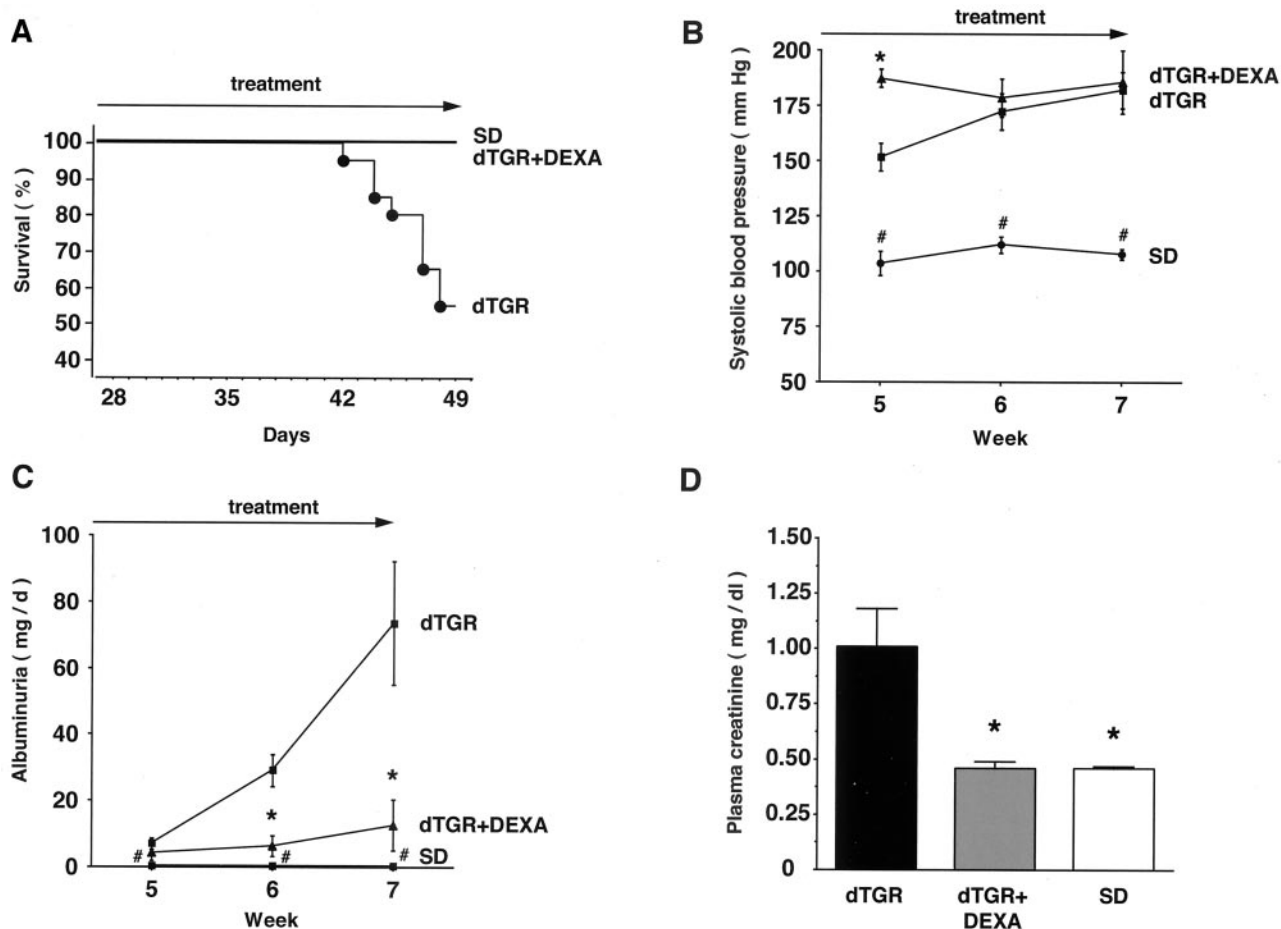 A
treatment
100
90
80
70
60
50
40
Survival ( % )
SD
dTGR+DEXA
dTGR
28 35 42 49
Days
B
treatment
200
175
150
125
100
75
50
Systolic blood pressure ( mm Hg )
*
dTGR+DEXA
dTGR
# # #
SD
5 6 7
Week
C
treatment
100
80
60
40
20
0
Albuminuria ( mg / d )
dTGR
* *
dTGR+DEXA
# # #
SD
5 6 7
Week
D
1.50
1.25
1.00
0.75
0.50
0.25
0
Plasma creatinine ( mg / dl )
* *
dTGR dTGR+ SD
DEXA